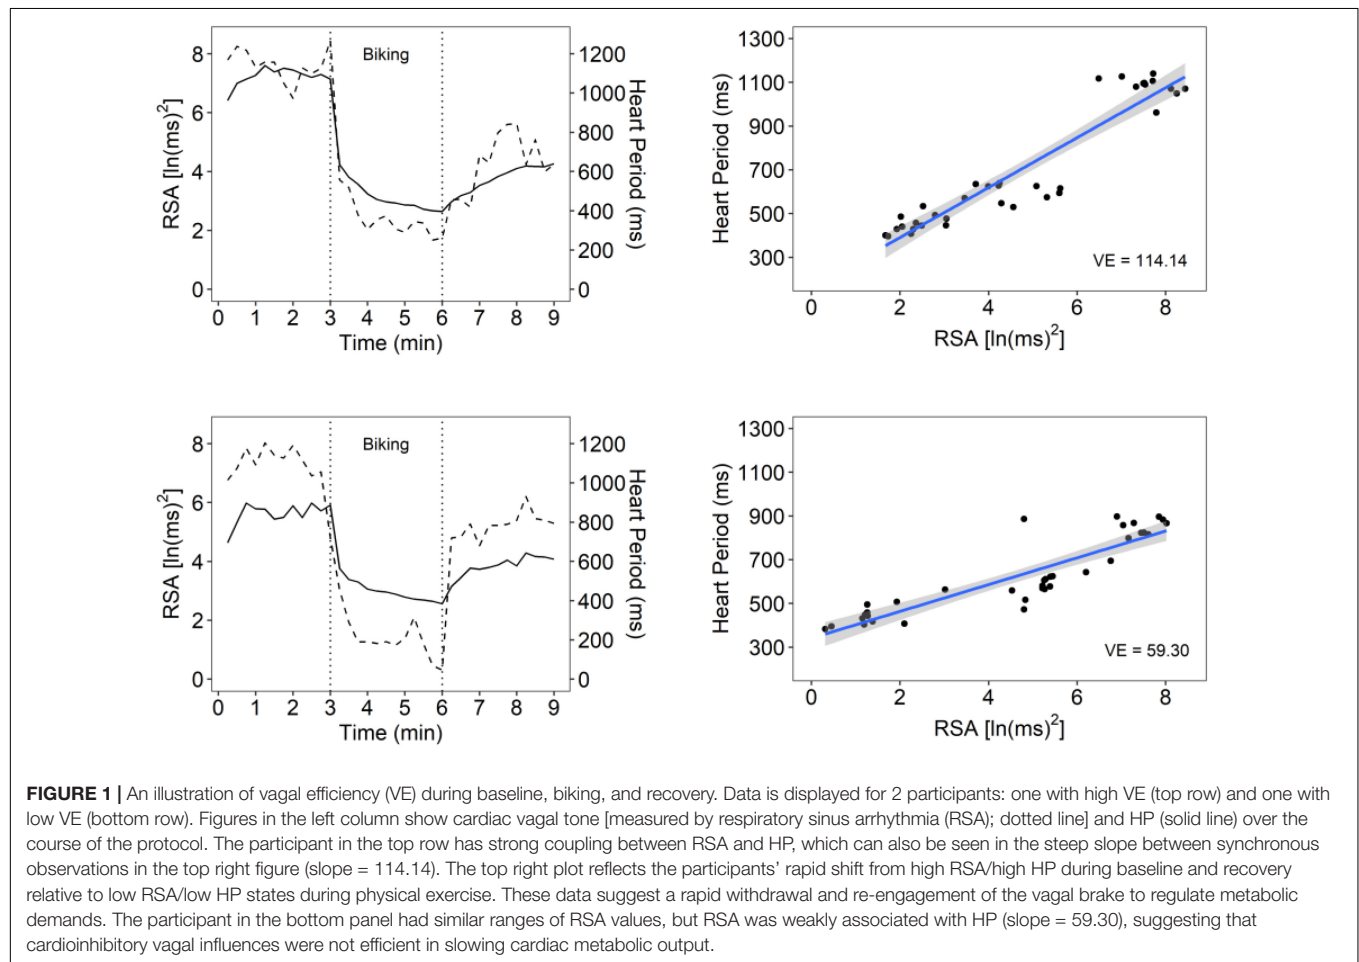 8
6
4
2
0
RSA [ln(ms)²]
Biking
1200
1000
800
600
400
200
0
Heart Period (ms)
0 1 2 3 4 5 6 7 8 9
Time (min)
1300
1100
900
700
500
300
Heart Period (ms)
VE = 114.14
0 2 4 6 8
RSA [ln(ms)²]
8
6
4
2
0
RSA [ln(ms)²]
Biking
1200
1000
800
600
400
200
0
Heart Period (ms)
0 1 2 3 4 5 6 7 8 9
Time (min)
1300
1100
900
700
500
300
Heart Period (ms)
VE = 59.30
0 2 4 6 8
RSA [ln(ms)²]
FIGURE 1 | An illustration of vagal efficiency (VE) during baseline, biking, and recovery. Data is displayed for 2 participants: one with high VE (top row) and one with
low VE (bottom row). Figures in the left column show cardiac vagal tone [measured by respiratory sinus arrhythmia (RSA); dotted line] and HP (solid line) over the
course of the protocol. The participant in the top row has strong coupling between RSA and HP, which can also be seen in the steep slope between synchronous
observations in the top right figure (slope = 114.14). The top right plot reflects the participants’ rapid shift from high RSA/high HP during baseline and recovery
relative to low RSA/low HP states during physical exercise. These data suggest a rapid withdrawal and re-engagement of the vagal brake to regulate metabolic
demands. The participant in the bottom panel had similar ranges of RSA values, but RSA was weakly associated with HP (slope = 59.30), suggesting that
cardioinhibitory vagal influences were not efficient in slowing cardiac metabolic output.